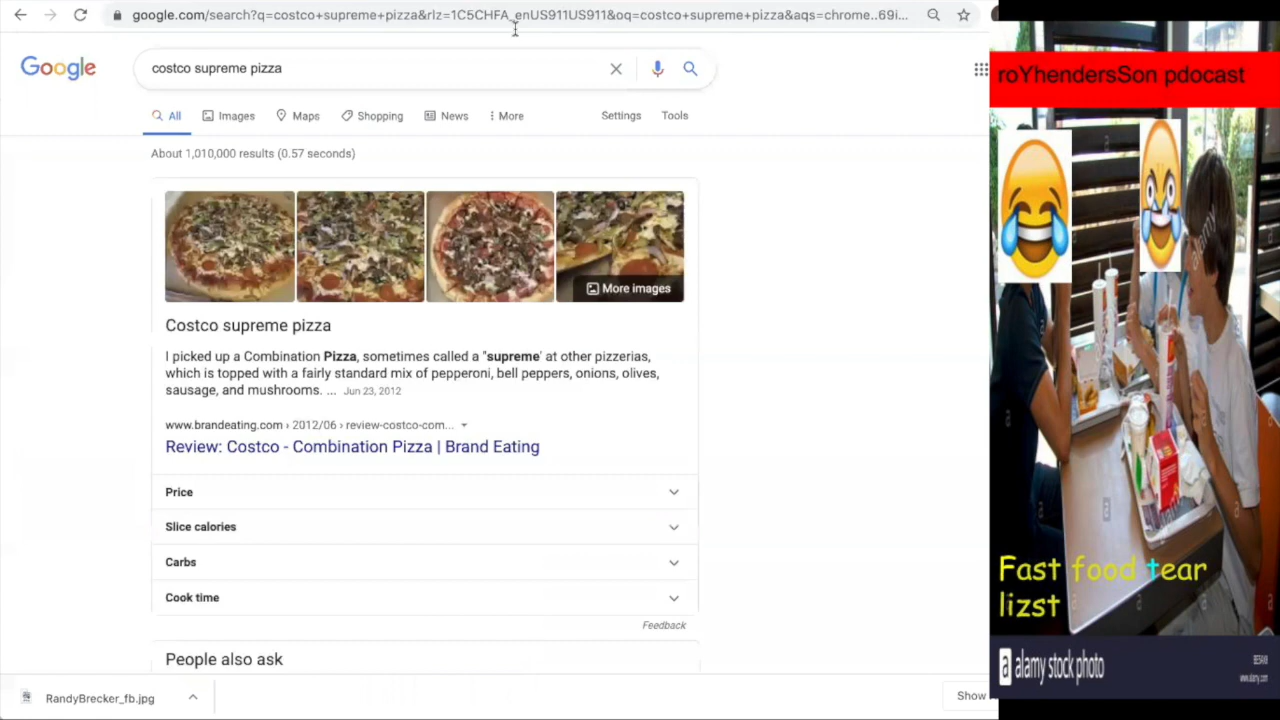 google.com/search?q=costco+supreme+pizza&rlz=1C5CHFA_enUS911US911&oq=costco+supreme+pizza&aqs=chrome..69i...
Google
costco supreme pizza
All
Images
Maps
Shopping
News
More
Settings
Tools
About 1,010,000 results (0.57 seconds)
More images
Costco supreme pizza
I picked up a Combination Pizza, sometimes called a "supreme' at other pizzerias,
which is topped with a fairly standard mix of pepperoni, bell peppers, onions, olives,
sausage, and mushrooms. ... Jun 23, 2012
www.brandeating.com › 2012/06 › review-costco-com...
Review: Costco - Combination Pizza | Brand Eating
Price
Slice calories
Carbs
Cook time
Feedback
People also ask
RandyBrecker_fb.jpg
Show
roYhendersSon pdocast
alamy
Fast food tear
lizst
a alamy stock photo
www.alamy.com